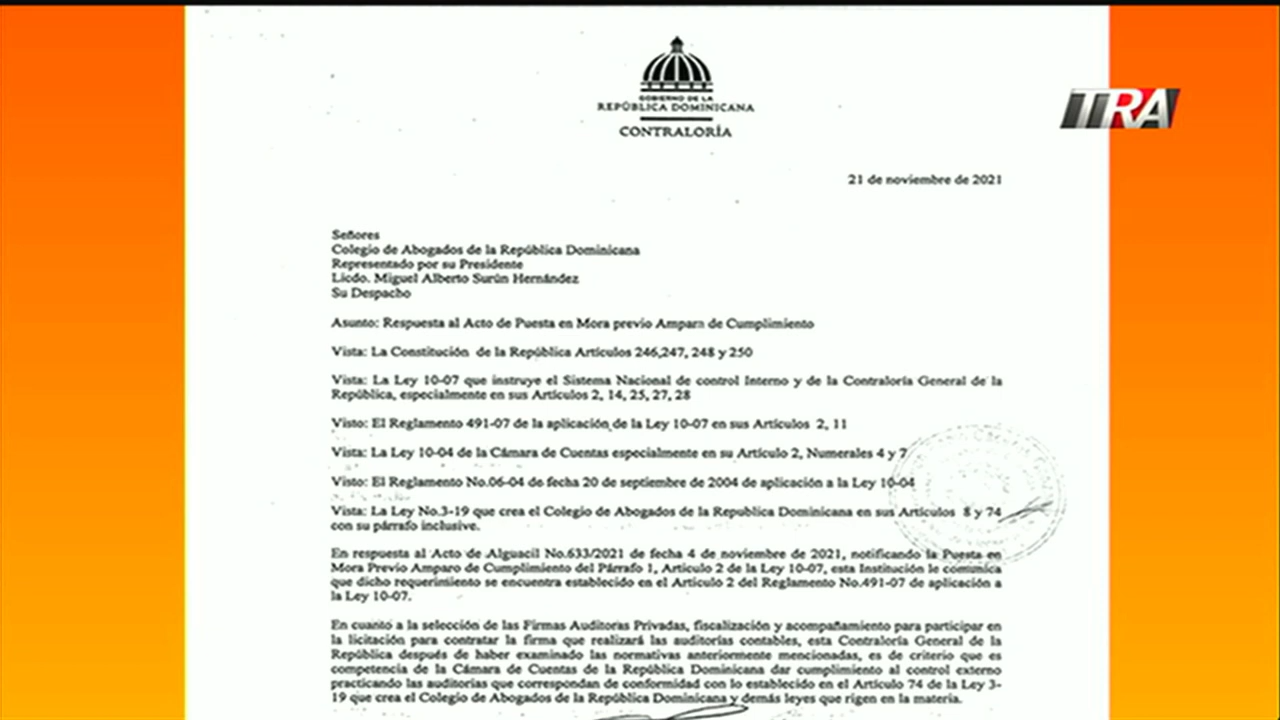 GOBIERNO DE LA
REPÚBLICA DOMINICANA
CONTRALORÍA
TRA
21 de noviembre de 2021
Señores
Colegio de Abogados de la República Dominicana
Representado por su Presidente
Licdo. Miguel Alberto Surún Hernández
Su Despacho
Asunto: Respuesta al Acto de Puesta en Mora previo Ampara de Cumplimiento
Vista: La Constitución de la República Artículos 246,247, 248 y 250
Vista: La Ley 10-07 que instruye el Sistema Nacional de control Interno y de la Contraloría General de la
República, especialmente en sus Artículos 2, 14, 25, 27, 28
Visto: El Reglamento 491-07 de la aplicación de la Ley 10-07 en sus Artículos 2, 11
Vista: La Ley 10-04 de la Cámara de Cuentas especialmente en su Artículo 2, Numerales 4 y 7
Visto: El Reglamento No.06-04 de fecha 20 de septiembre de 2004 de aplicación a la Ley 10-04
Vista: La Ley No.3-19 que crea el Colegio de Abogados de la Republica Dominicana en sus Artículos 8 y 74
con su párrafo inclusive.
En respuesta al Acto de Alguacil No.633/2021 de fecha 4 de noviembre de 2021, notificando la Puesta en
Mora Previo Amparo de Cumplimiento del Párrafo 1, Artículo 2 de la Ley 10-07, esta Institución le comunica
que dicho requerimiento se encuentra establecido en el Artículo 2 del Reglamento No.491-07 de aplicación a
la Ley 10-07.
En cuanto a la selección de las Firmas Auditoras Privadas, fiscalización y acompañamiento para participar en
la licitación para contratar la firma que realizará las auditorías contables, esta Contraloría General de la
República después de haber examinado las normativas anteriormente mencionadas, es de criterio que es
competencia de la Cámara de Cuentas de la República Dominicana dar cumplimiento al control externo
practicando las auditorías que correspondan de conformidad con lo establecido en el Artículo 74 de la Ley 3-
19 que crea el Colegio de Abogados de la República Dominicana y demás leyes que rigen en la materia.